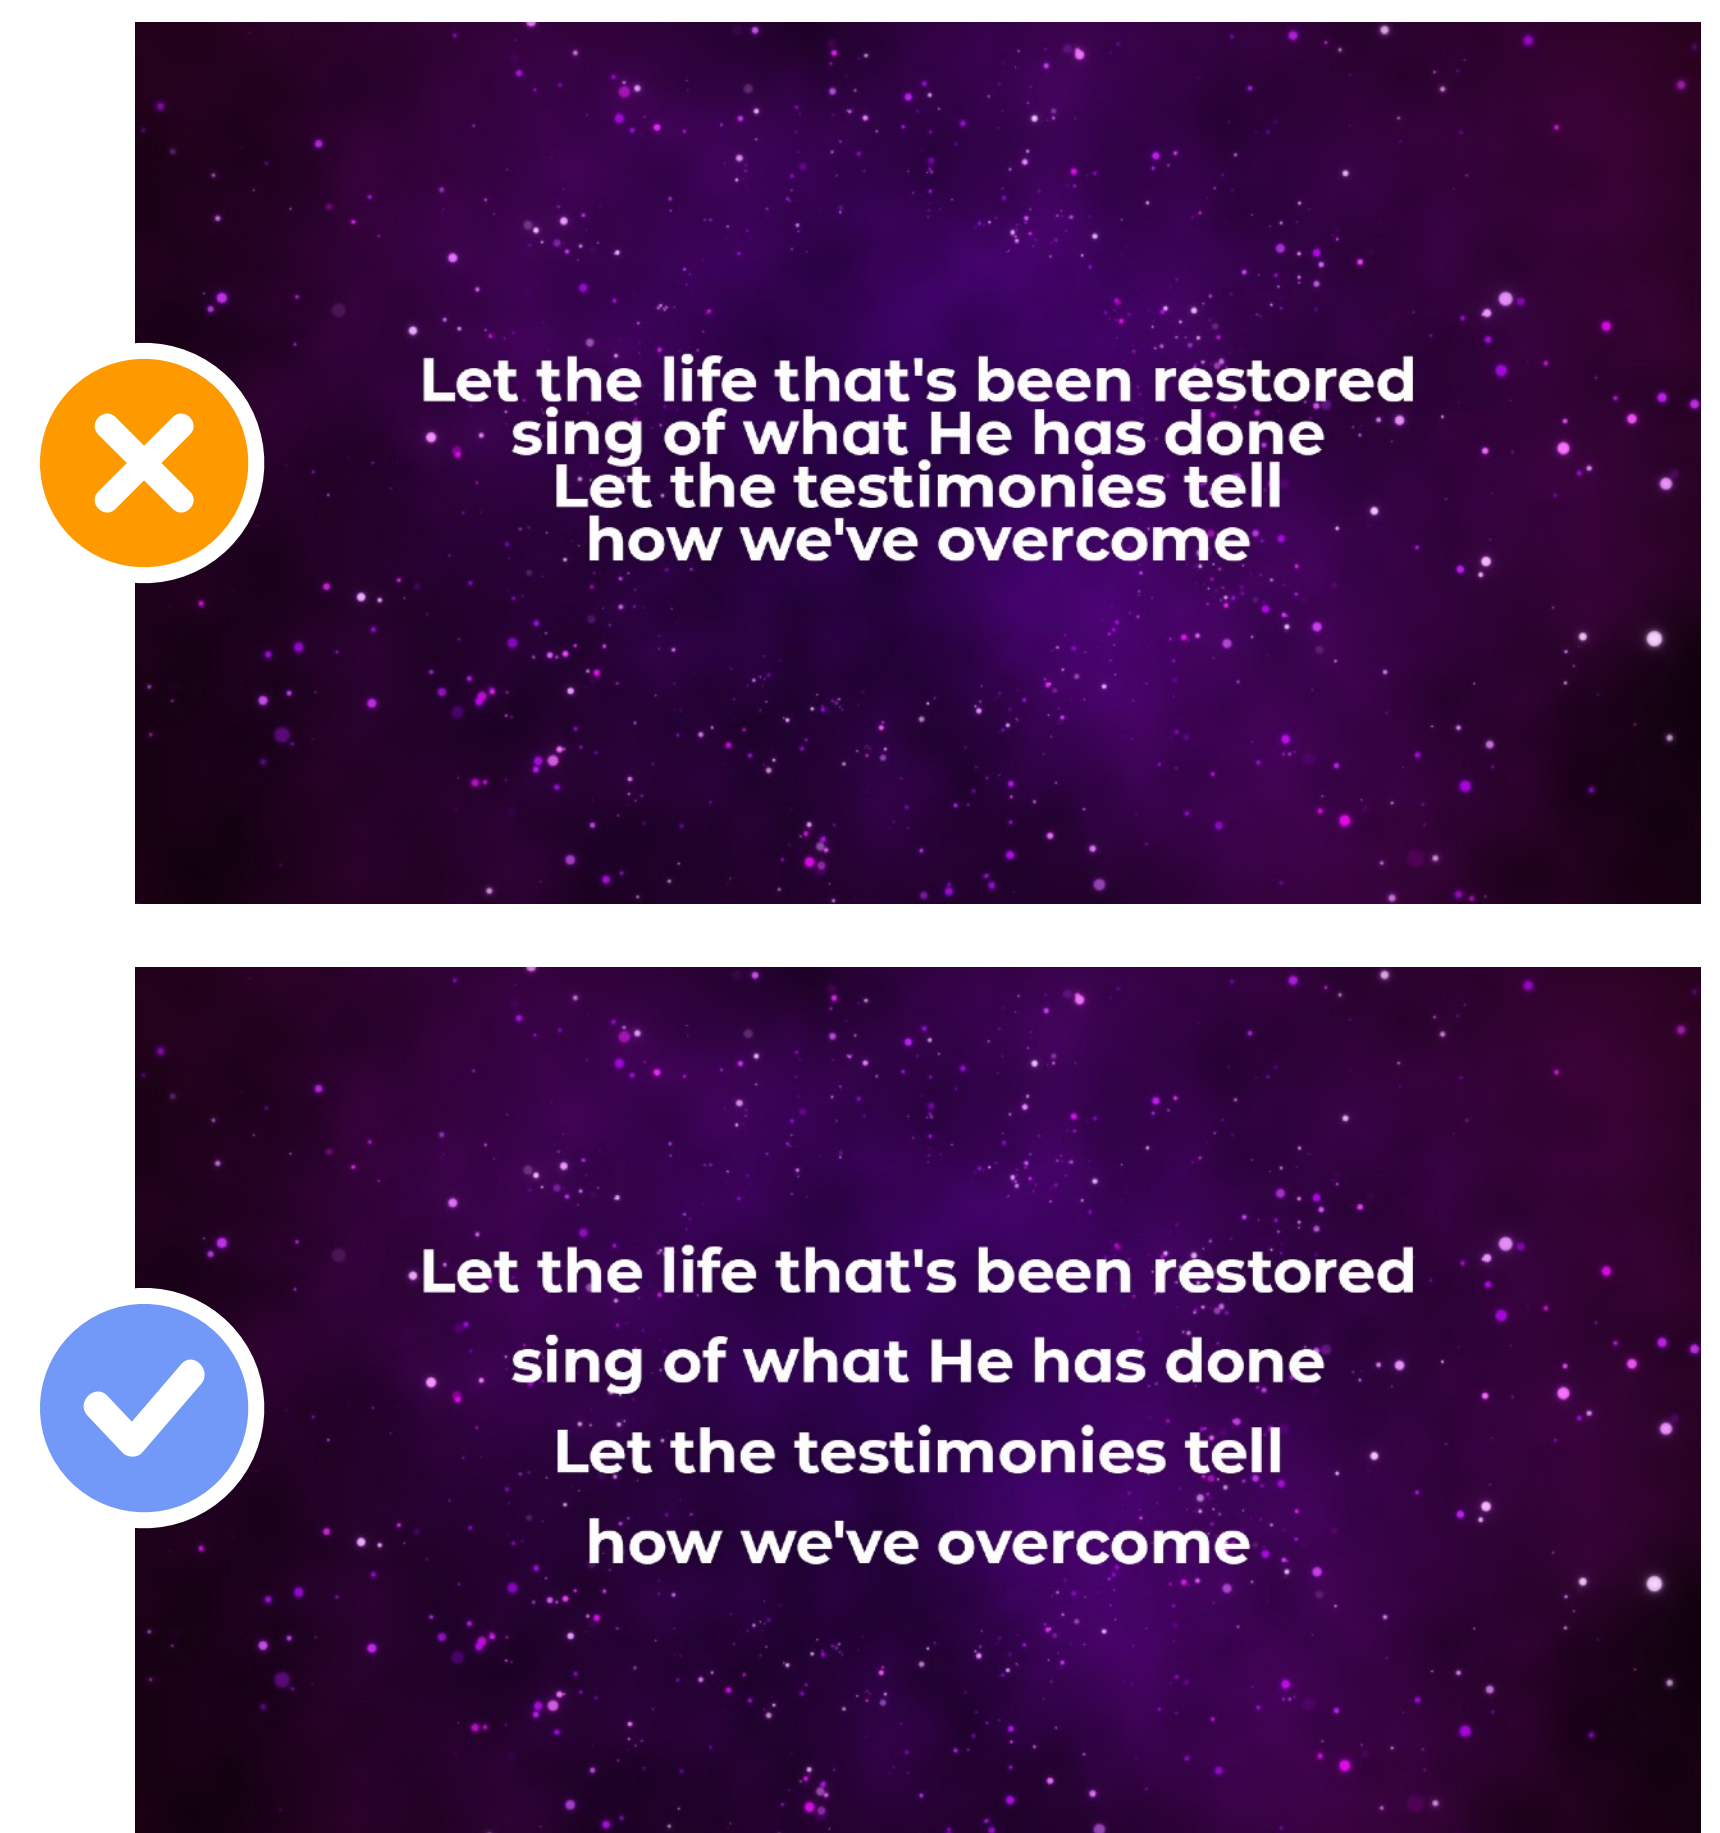 Let the life that's been restored
sing of what He has done
Let the testimonies tell
how we've overcome
Let the life that's been restored
sing of what He has done
Let the testimonies tell
how we've overcome